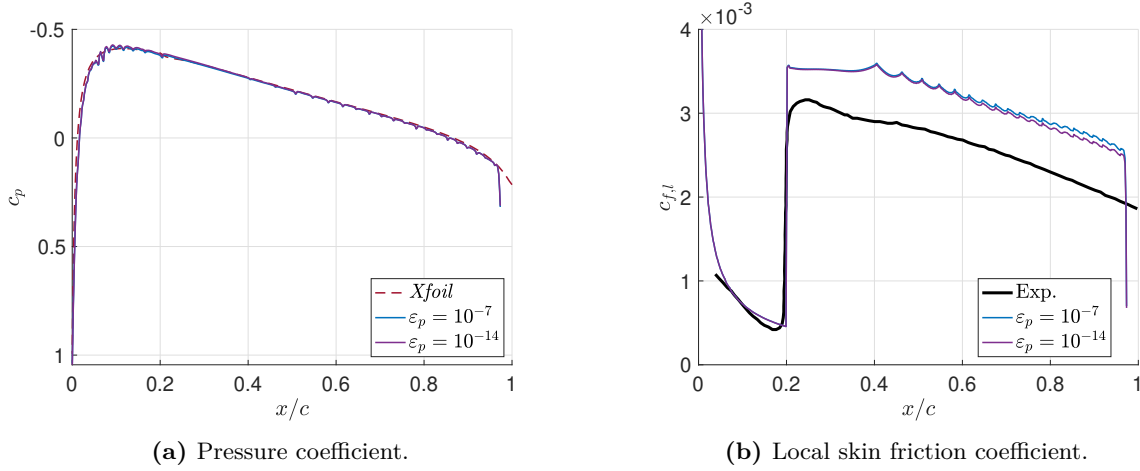 -0.5
0
0.5
1
c_p
0 0.2 0.4 0.6 0.8 1
x/c
Xfoil
ε_p = 10^{-7}
ε_p = 10^{-14}
(a) Pressure coefficient.
×10^{-3}
4
3
2
1
0
c_{f,l}
0 0.2 0.4 0.6 0.8 1
x/c
Exp.
ε_p = 10^{-7}
ε_p = 10^{-14}
(b) Local skin friction coefficient.